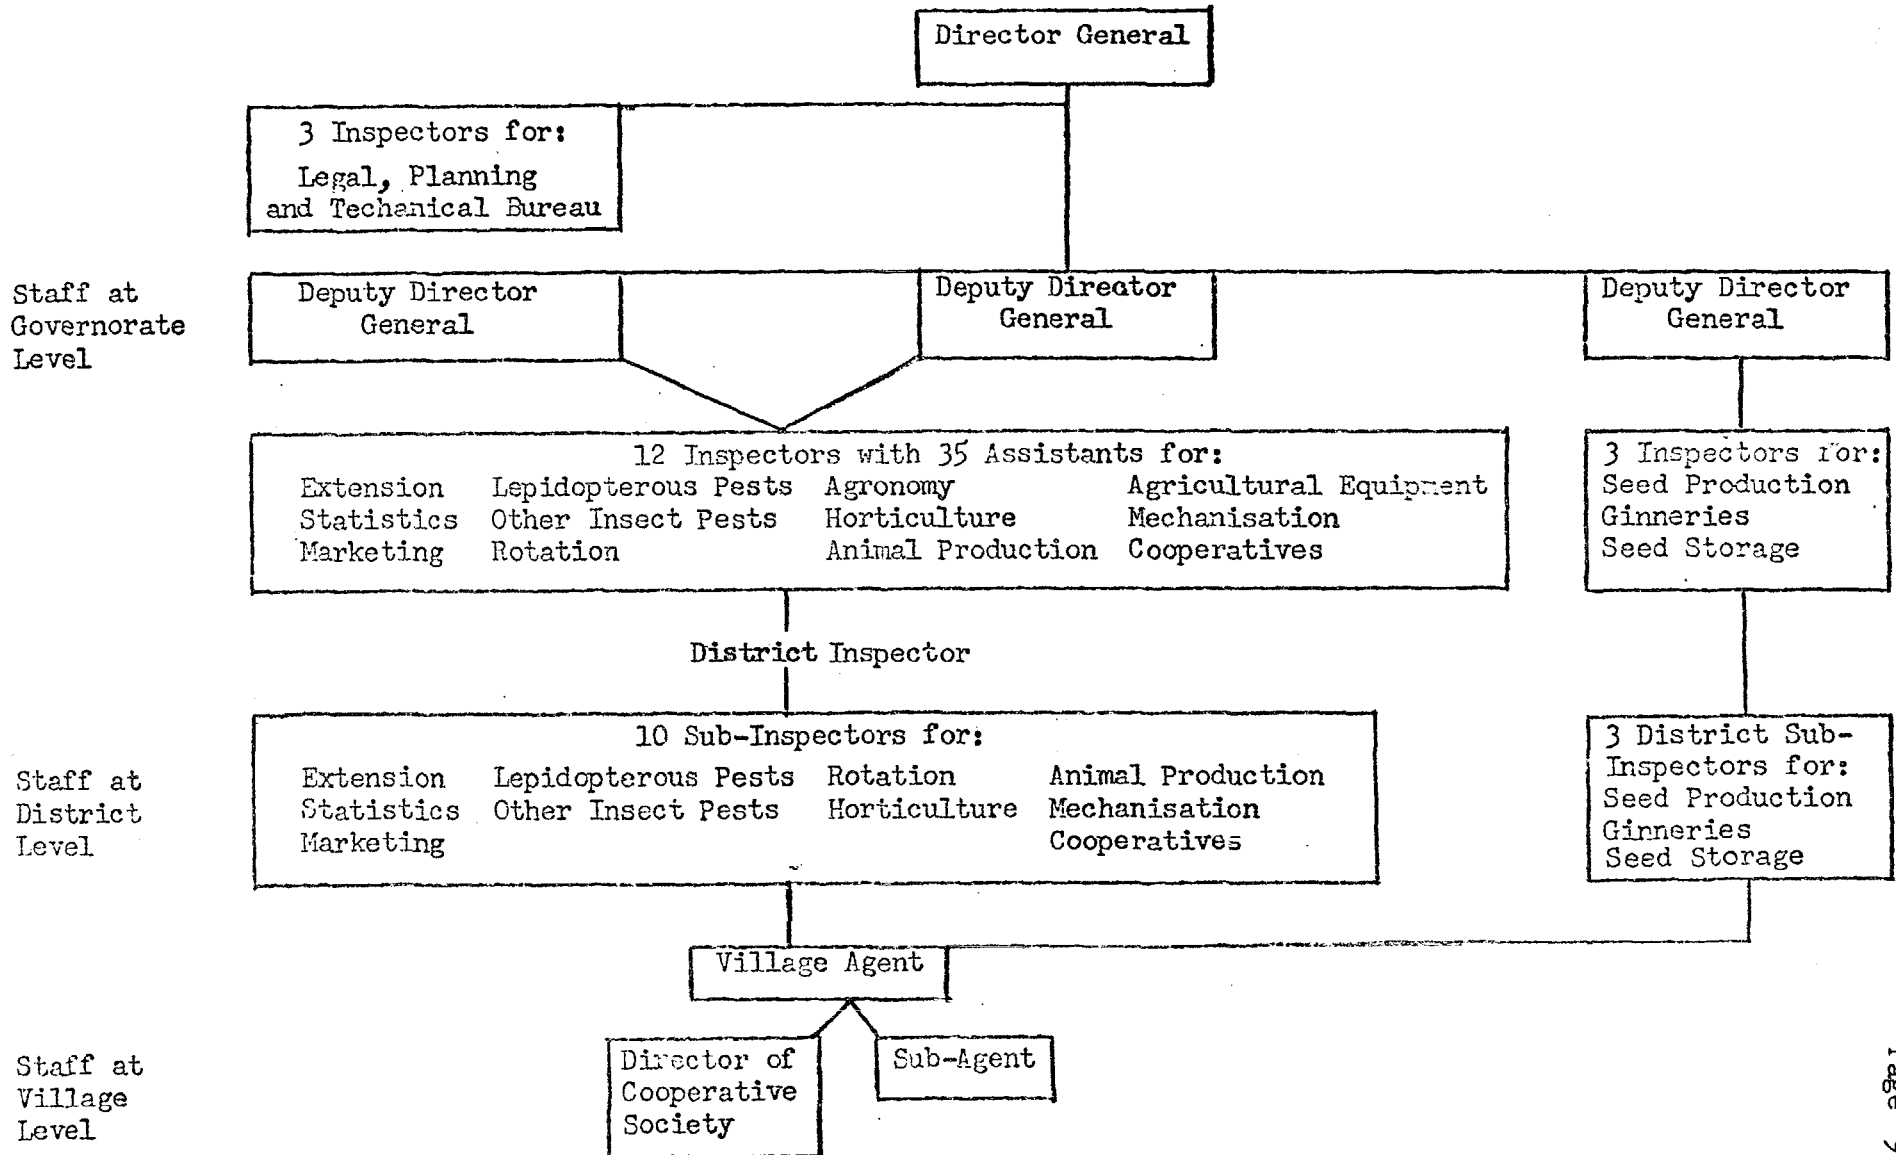 Director General
3 Inspectors for:
Legal, Planning
and Techanical Bureau
Staff at
Governorate
Level
Deputy Director
General
Deputy Director
General
Deputy Director
General
12 Inspectors with 35 Assistants for:
Extension Lepidopterous Pests Agronomy Agricultural Equipment
Statistics Other Insect Pests Horticulture Mechanisation
Marketing Rotation Animal Production Cooperatives
3 Inspectors for:
Seed Production
Ginneries
Seed Storage
District Inspector
Staff at
District
Level
10 Sub-Inspectors for:
Extension Lepidopterous Pests Rotation Animal Production
Statistics Other Insect Pests Horticulture Mechanisation
Marketing Cooperatives
3 District Sub-
Inspectors for:
Seed Production
Ginneries
Seed Storage
Village Agent
Staff at
Village
Level
Director of
Cooperative
Society
Sub-Agent
Page